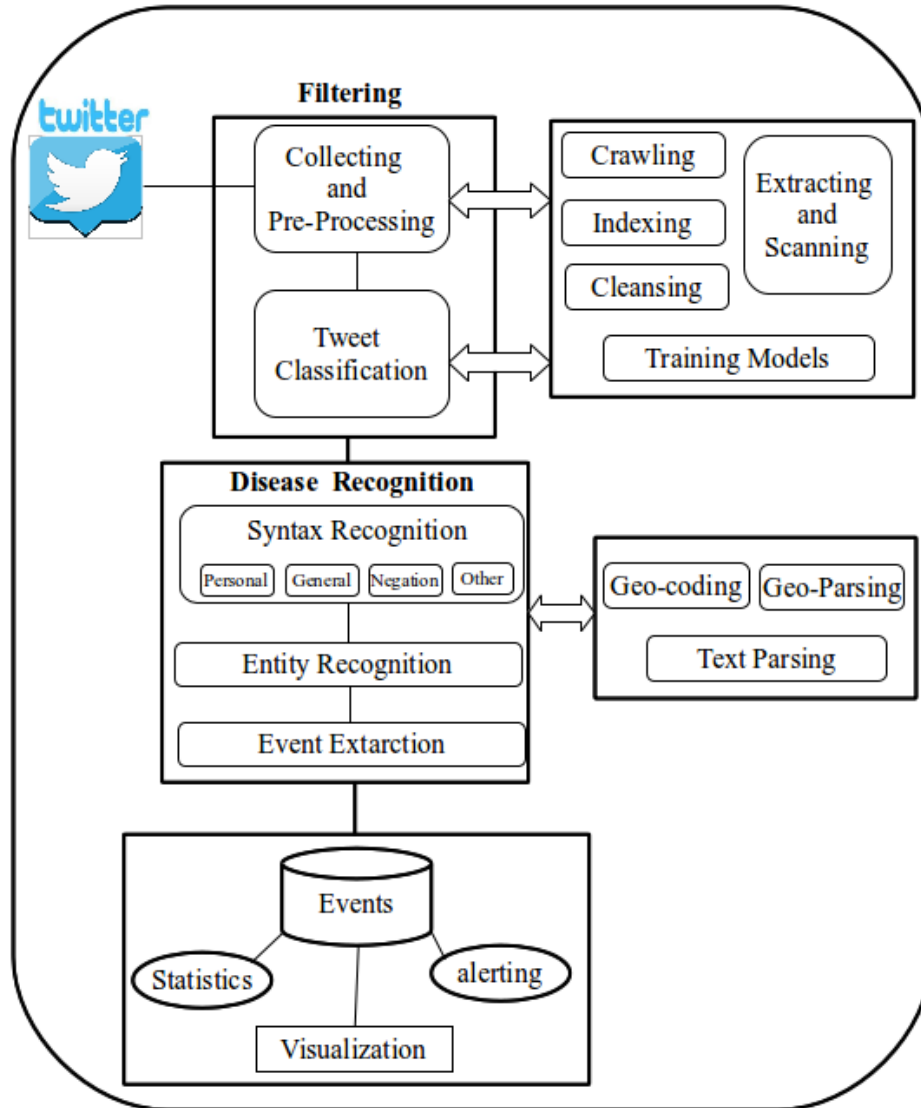 twitter
Filtering
Collecting
and
Pre-Processing
Tweet
Classification
Crawling
Indexing
Cleansing
Extracting
and
Scanning
Training Models
Disease Recognition
Syntax Recognition
Personal
General
Negation
Other
Entity Recognition
Event Extarction
Geo-coding
Geo-Parsing
Text Parsing
Events
Statistics
alerting
Visualization